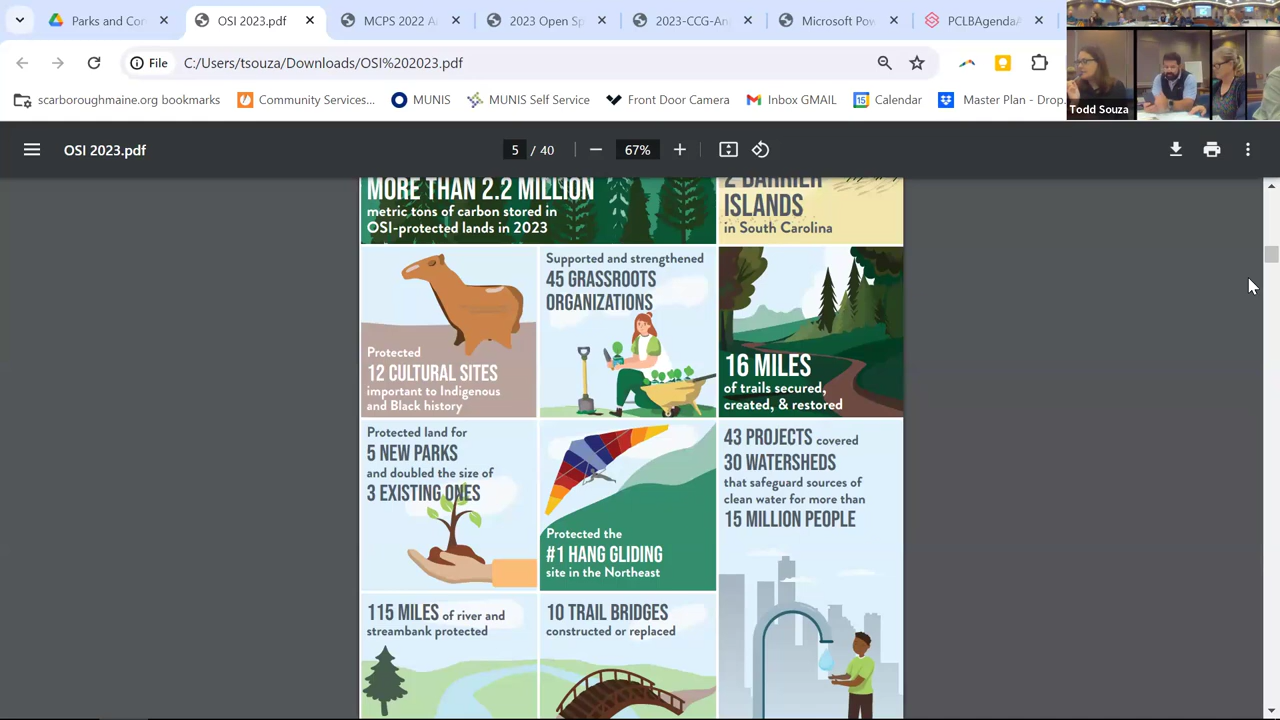 Parks and Con
OSI 2023.pdf
MCPS 2022 A
2023 Open Sp
2023-CCG-An
Microsoft Pow
PCLBAgenda
File
C:/Users/tsouza/Downloads/OSI%202023.pdf
scarboroughmaine.org bookmarks
Community Services...
MUNIS
MUNIS Self Service
Front Door Camera
Inbox GMAIL
Calendar
Master Plan - Drop.
Todd Souza
OSI 2023.pdf
5 / 40
67%
MORE THAN 2.2 MILLION
metric tons of carbon stored in
OSI-protected lands in 2023
2 BARRIER
ISLANDS
in South Carolina
Protected
12 CULTURAL SITES
important to Indigenous
and Black history
Supported and strengthened
45 GRASSROOTS
ORGANIZATIONS
16 MILES
of trails secured,
created, & restored
Protected land for
5 NEW PARKS
and doubled the size of
3 EXISTING ONES
Protected the
#1 HANG GLIDING
site in the Northeast
43 PROJECTS covered
30 WATERSHEDS
that safeguard sources of
clean water for more than
15 MILLION PEOPLE
115 MILES of river and
streambank protected
10 TRAIL BRIDGES
constructed or replaced